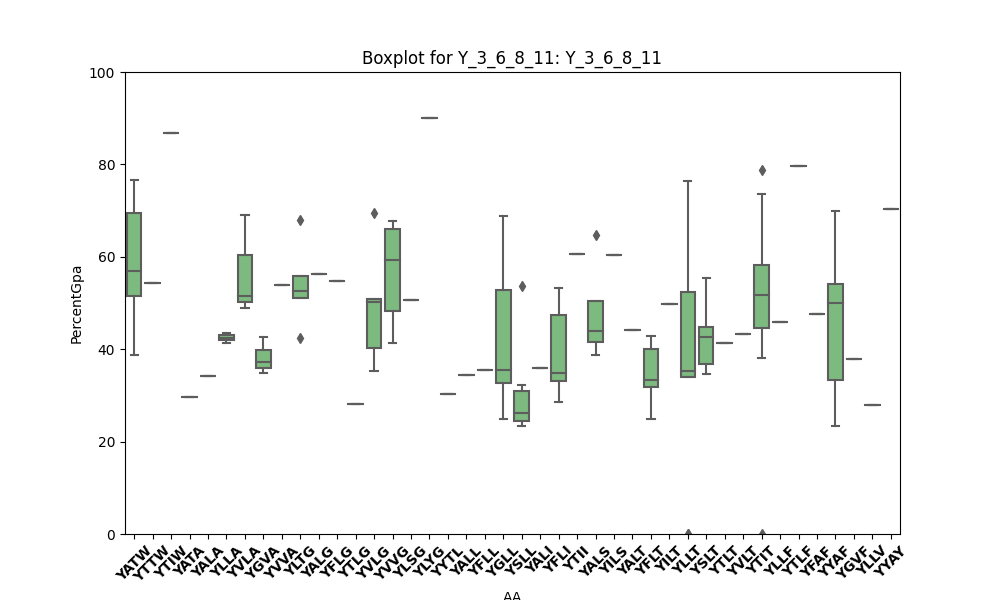 Boxplot for Y_3_6_8_11: Y_3_6_8_11
100
80
60
40
20
0
PercentGpa
YATW
YTTW
YTIW
YATA
YALA
YLLA
YVLA
YGVA
YVVA
YLTG
YALG
YFLG
YTLG
YVLG
YVVG
YLSG
YLYG
YYTL
YALL
YFLL
YGLL
YSLL
YALI
YFLI
YTII
YALS
YILS
YALT
YFLT
YILT
YLLT
YSLT
YTLT
YVLT
YTIT
YLLF
YTLF
YFAF
YYAF
YGVF
YLLV
YYAY
AA